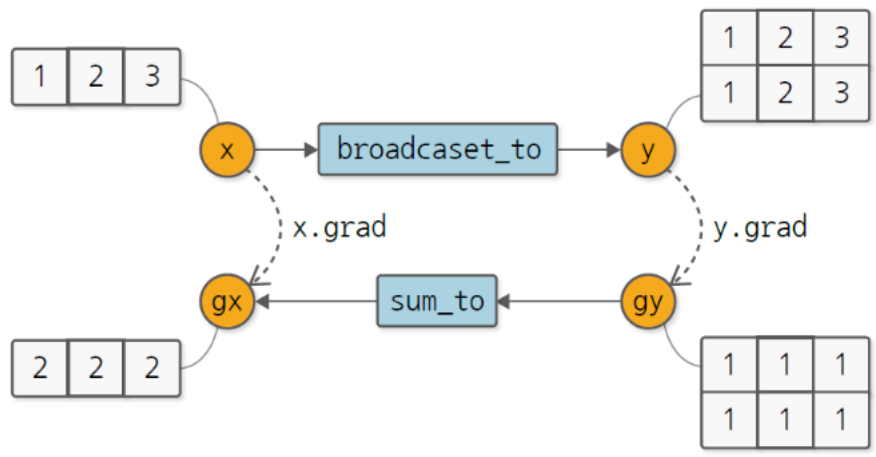 1 2 3
1 2 3
1 2 3
x
broadcaset_to
y
x.grad
y.grad
gx
sum_to
gy
2 2 2
1 1 1
1 1 1